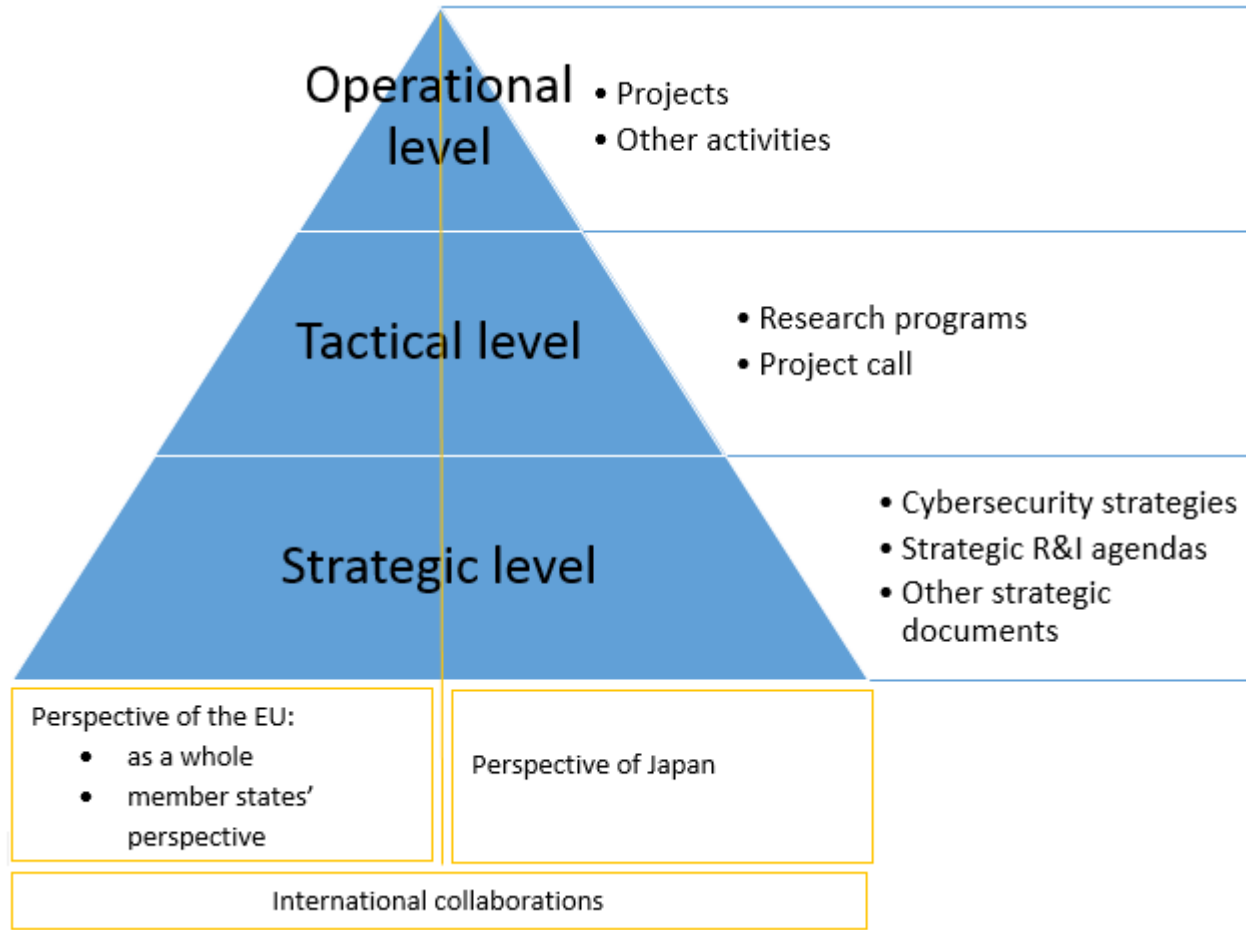 Operational
level
• Projects
• Other activities
Tactical level
• Research programs
• Project call
Strategic level
• Cybersecurity strategies
• Strategic R&I agendas
• Other strategic
documents
Perspective of the EU:
• as a whole
• member states’
perspective
Perspective of Japan
International collaborations